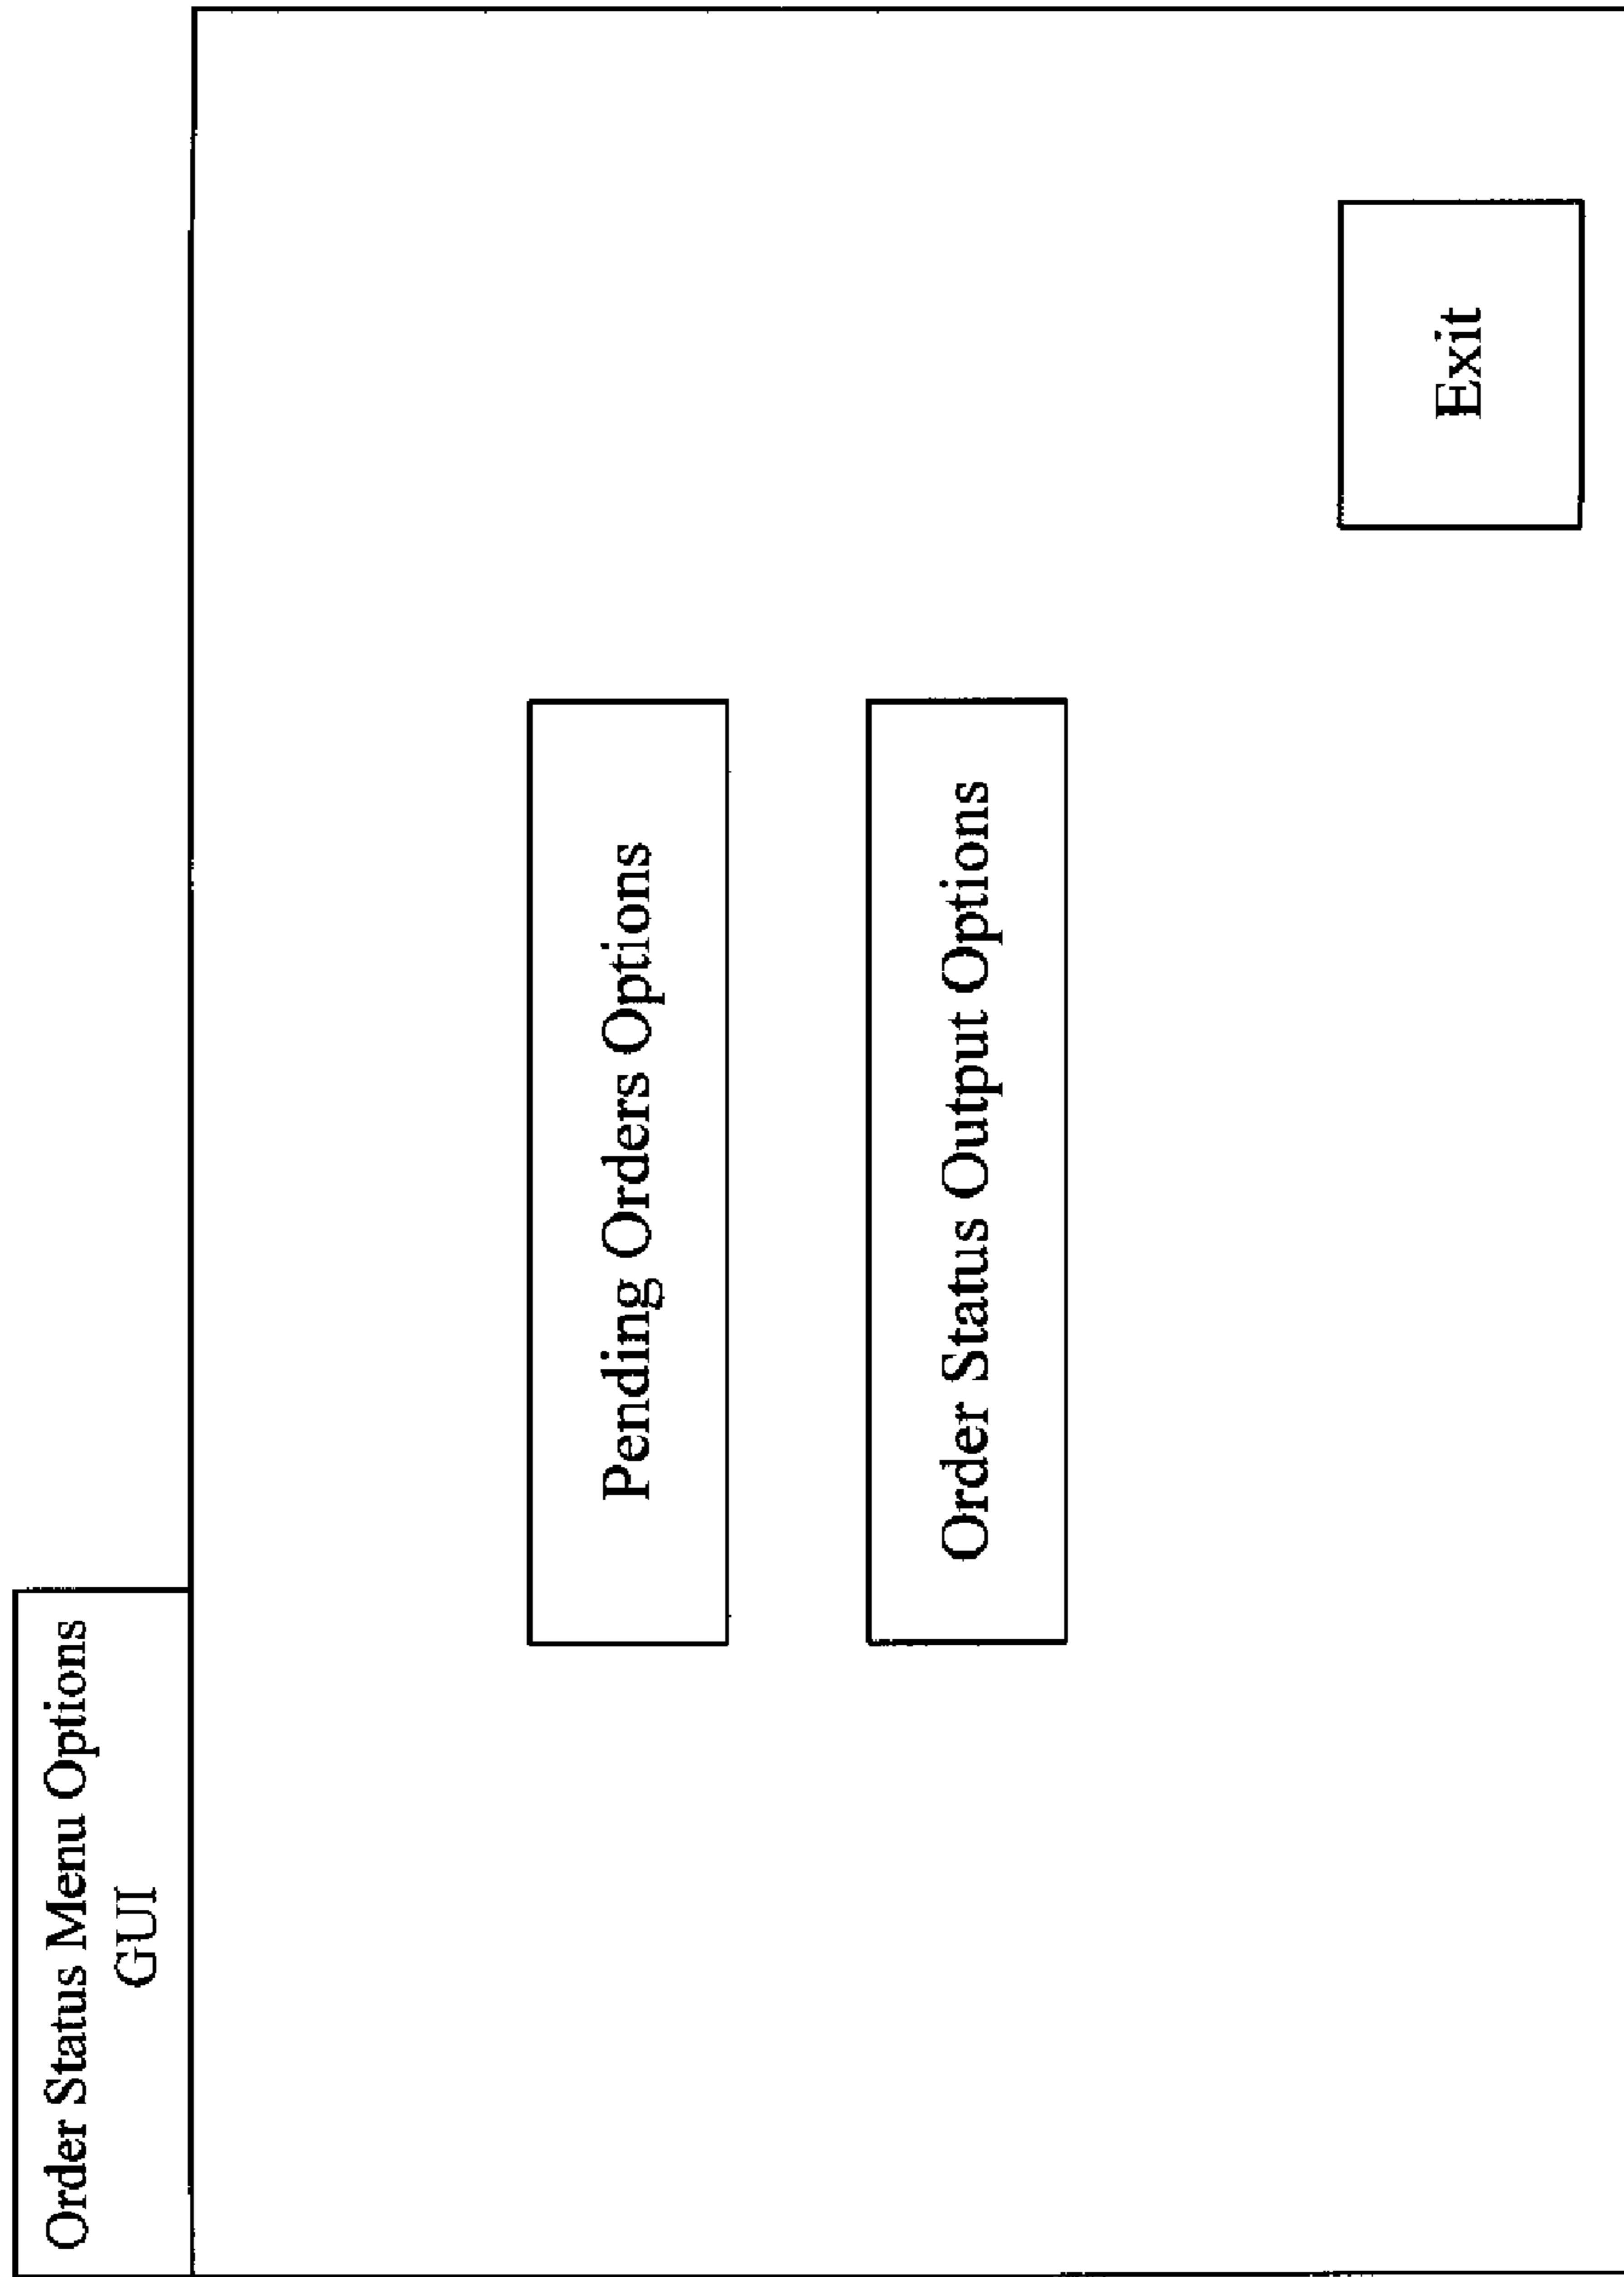 Order Status Menu Options
GUI
Pending Orders Options
Order Status Output Options
Exit